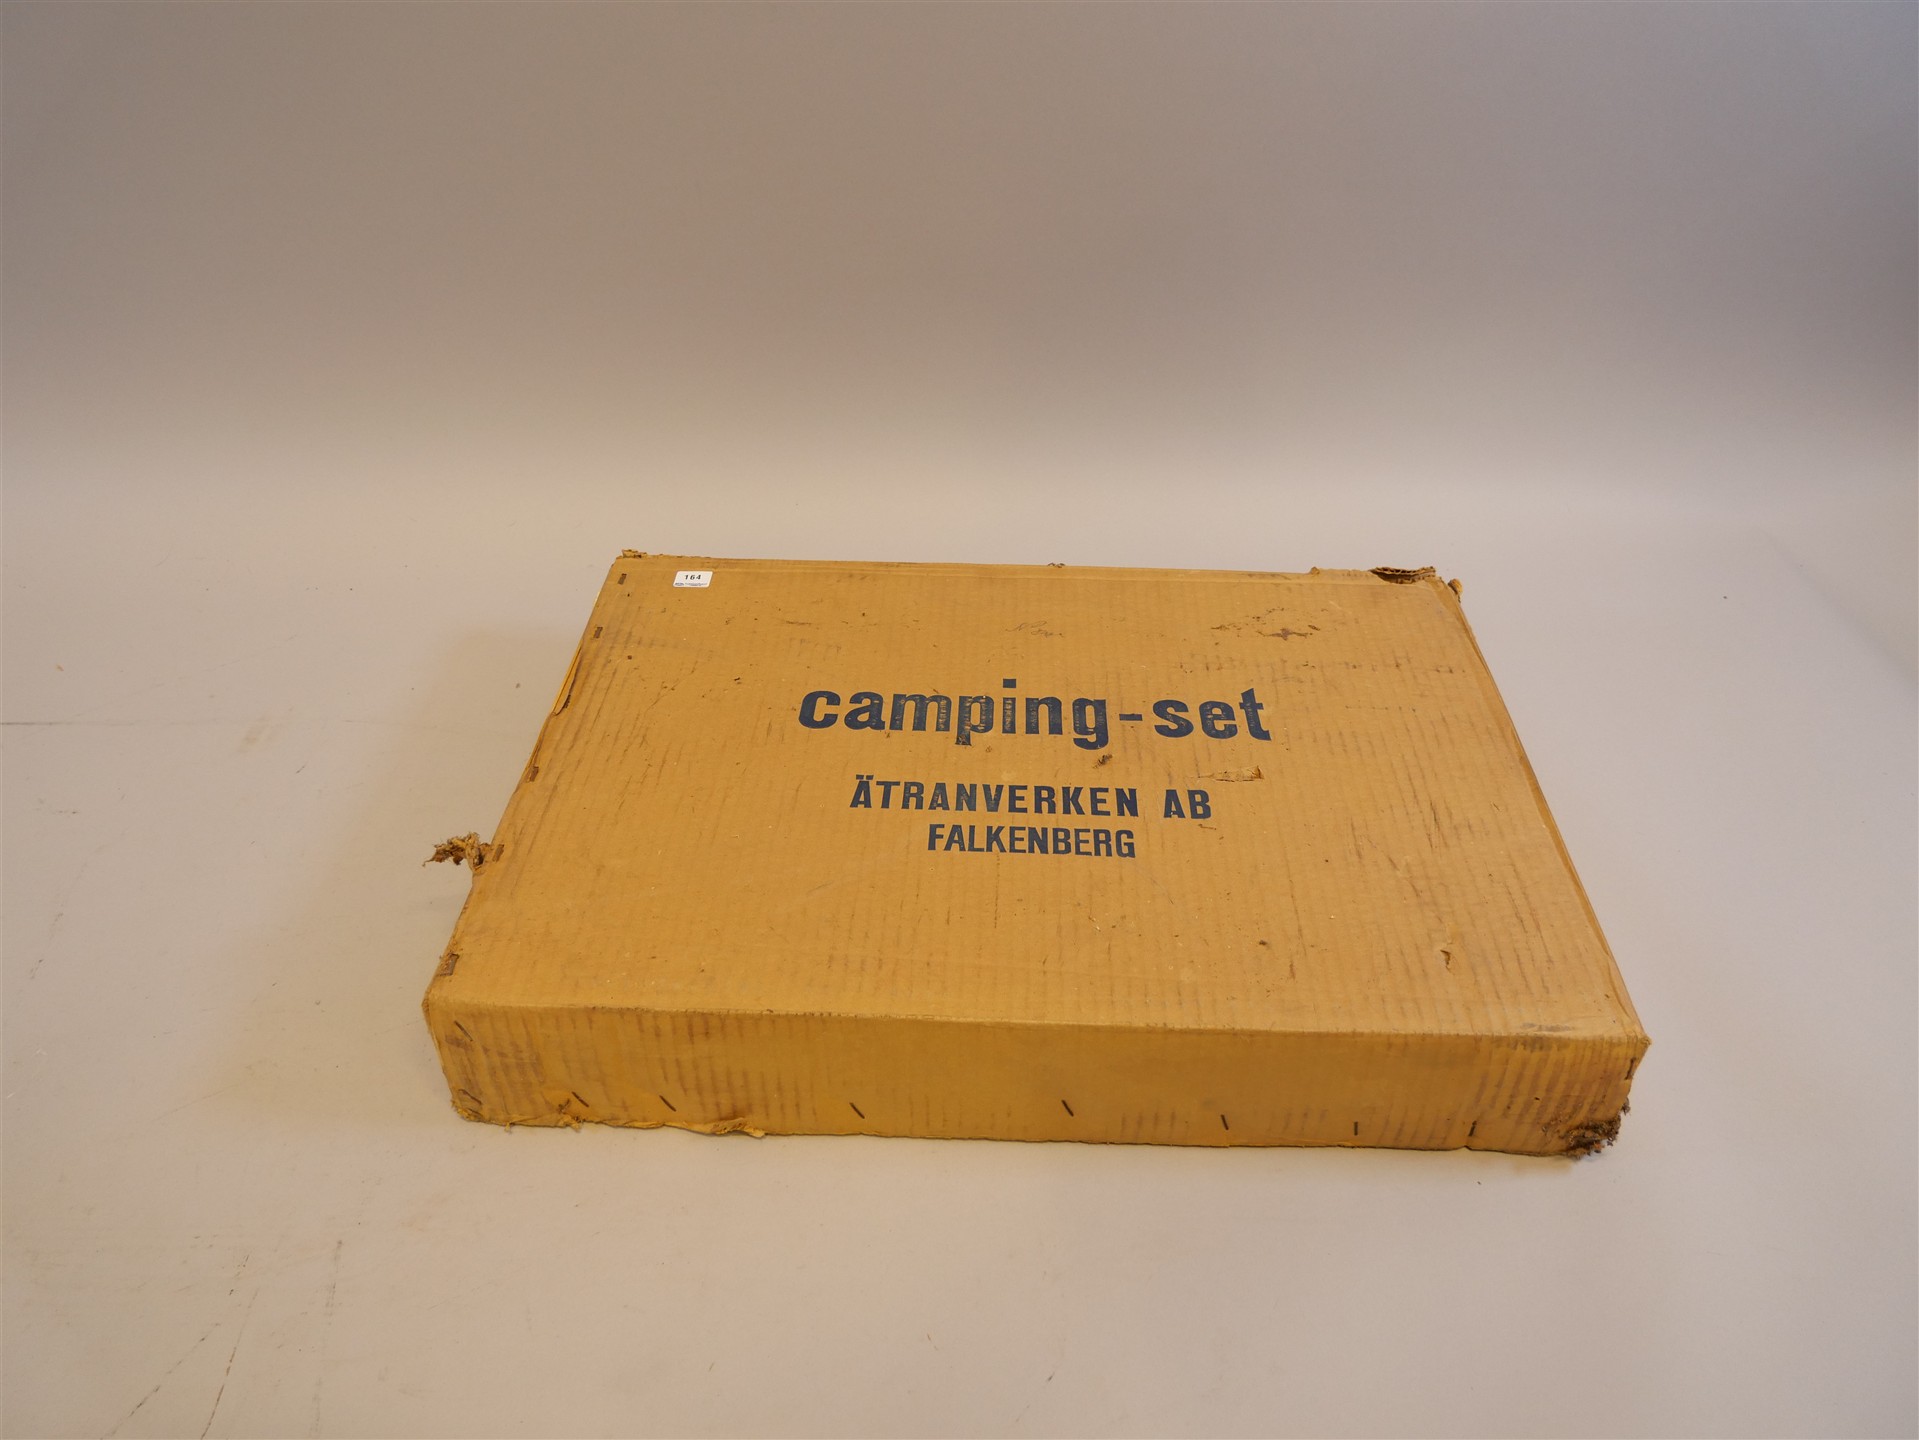 164
camping-set
ÄTRANVERKEN AB
FALKENBERG